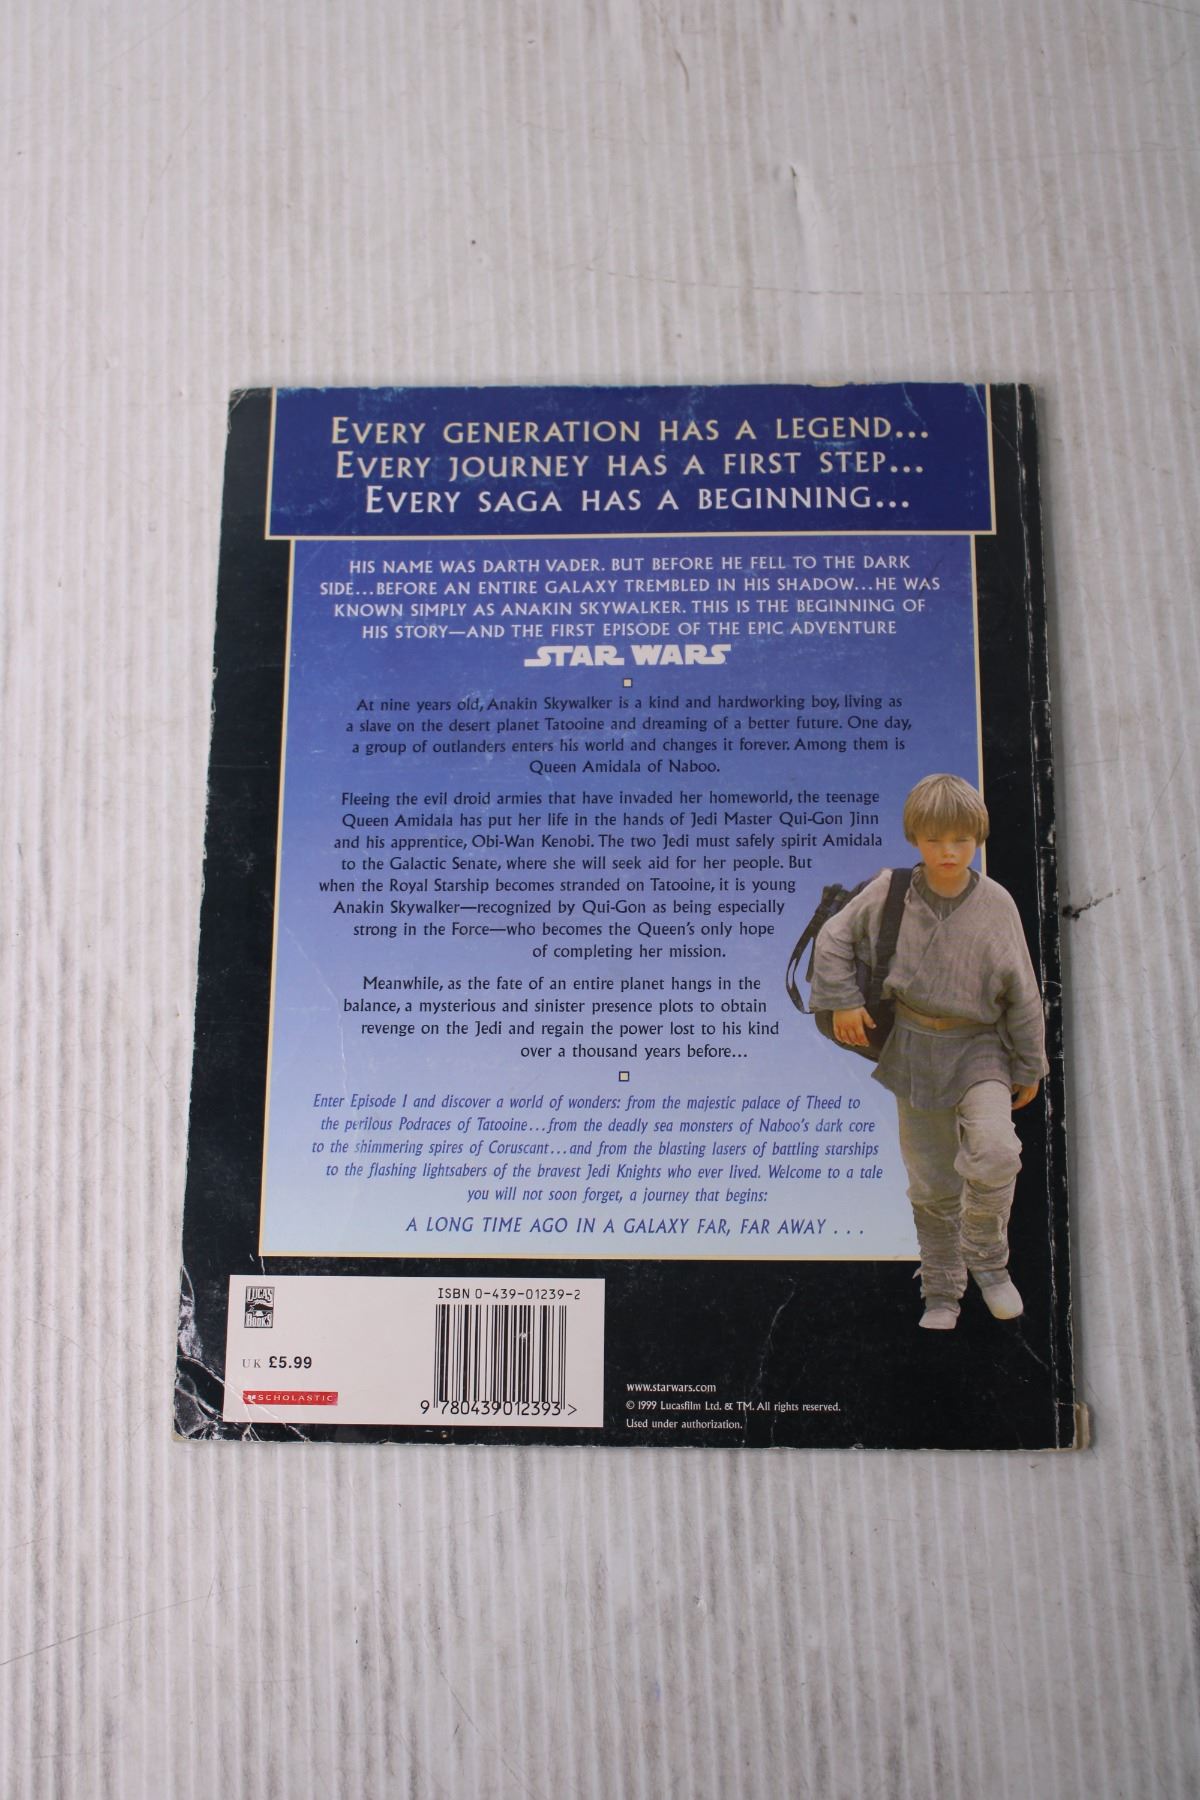 EVERY GENERATION HAS A LEGEND...
EVERY JOURNEY HAS A FIRST STEP...
EVERY SAGA HAS A BEGINNING...
HIS NAME WAS DARTH VADER. BUT BEFORE HE FELL TO THE DARK
SIDE...BEFORE AN ENTIRE GALAXY TREMBLED IN HIS SHADOW...HE WAS
KNOWN SIMPLY AS ANAKIN SKYWALKER. THIS IS THE BEGINNING OF
HIS STORY—AND THE FIRST EPISODE OF THE EPIC ADVENTURE
STAR WARS
At nine years old, Anakin Skywalker is a kind and hardworking boy, living as
a slave on the desert planet Tatooine and dreaming of a better future. One day,
a group of outlanders enters his world and changes it forever. Among them is
Queen Amidala of Naboo.
Fleeing the evil droid armies that have invaded her homeworld, the teenage
Queen Amidala has put her life in the hands of Jedi Master Qui-Gon Jinn
and his apprentice, Obi-Wan Kenobi. The two Jedi must safely spirit Amidala
to the Galactic Senate, where she will seek aid for her people. But
when the Royal Starship becomes stranded on Tatooine, it is young
Anakin Skywalker—recognized by Qui-Gon as being especially
strong in the Force—who becomes the Queen's only hope
of completing her mission.
Meanwhile, as the fate of an entire planet hangs in the
balance, a mysterious and sinister presence plots to obtain
revenge on the Jedi and regain the power lost to his kind
over a thousand years before...
Enter Episode I and discover a world of wonders: from the majestic palace of Theed to
the perilous Podraces of Tatooine...from the deadly sea monsters of Naboo's dark core
to the shimmering spires of Coruscant...and from the blasting lasers of battling starships
to the flashing lightsabers of the bravest Jedi Knights who ever lived. Welcome to a tale
you will not soon forget, a journey that begins:
A LONG TIME AGO IN A GALAXY FAR, FAR AWAY . . .
LUCAS
BOOKS
ISBN 0-439-01239-2
UK £5.99
SCHOLASTIC
9 780439 012393 >
www.starwars.com
© 1999 Lucasfilm Ltd. & TM. All rights reserved.
Used under authorization.